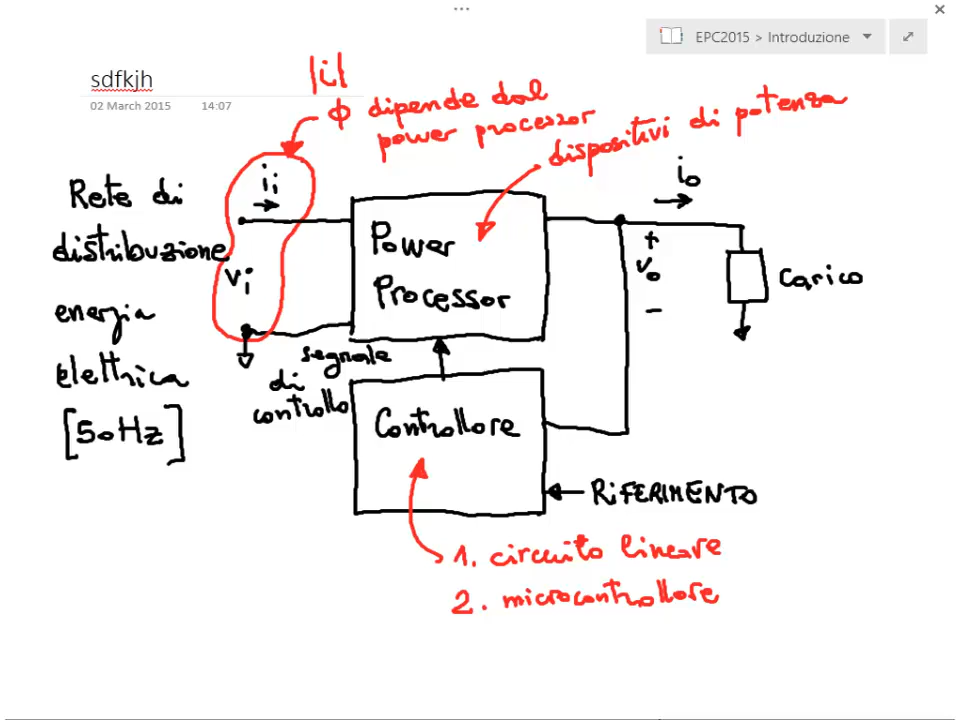 EPC2015 > Introduzione
sdfkjh
02 March 2015 14:07
|i|
ϕ dipende dal
power processor
dispositivi di potenza
Rete di
distribuzione
energia
elettrica
[50Hz]
ii
vi
Power
Processor
io
+
vo
-
Carico
segnale
di
controllo
Controllore
RIFERIMENTO
1. circuito lineare
2. microcontrollore